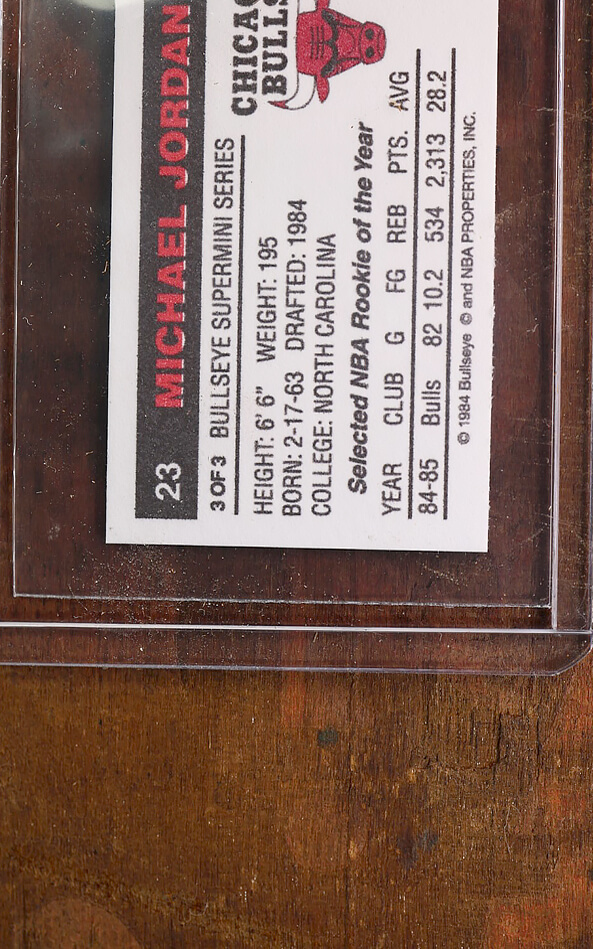 23 MICHAEL JORDAN
3 OF 3 BULLSEYE SUPERMINI SERIES
CHICAG
BULLS
HEIGHT: 6' 6" WEIGHT: 195
BORN: 2-17-63 DRAFTED: 1984
COLLEGE: NORTH CAROLINA
Selected NBA Rookie of the Year
YEAR CLUB G FG REB PTS. AVG
84-85 Bulls 82 10.2 534 2,313 28.2
© 1984 Bullseye © and NBA PROPERTIES, INC.